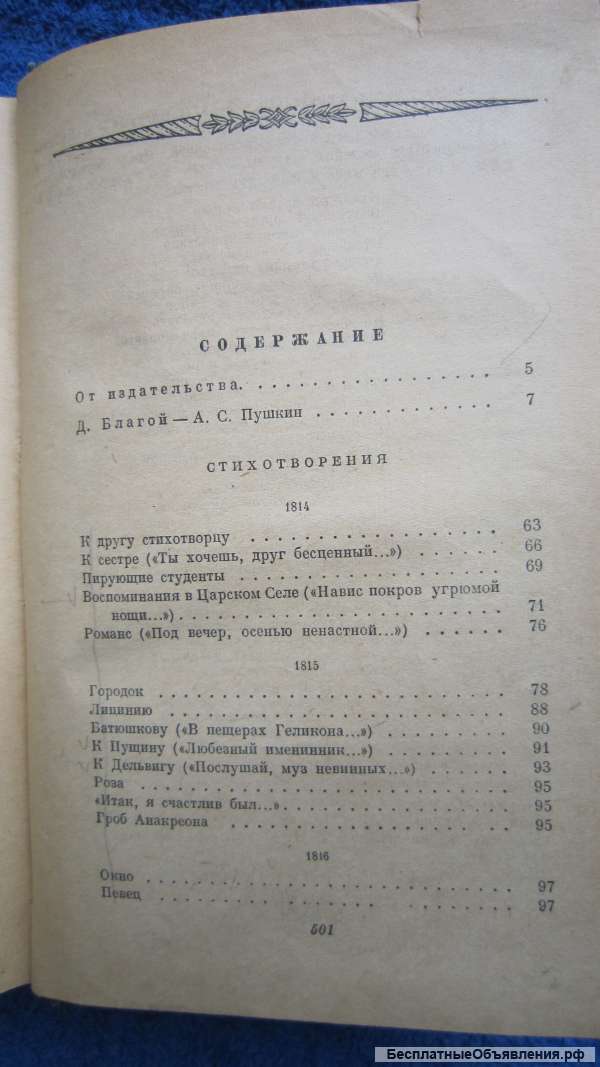 СОДЕРЖАНИЕ
От издательства. . . . . . . . . . . . . . . . . 5
Д. Благой — А. С. Пушкин . . . . . . . . . . . . 7
СТИХОТВОРЕНИЯ
1814
К другу стихотворцу . . . . . . . . . . . . . . 63
К сестре («Ты хочешь, друг бесценный...») . . . . . 66
Пирующие студенты . . . . . . . . . . . . . . 69
Воспоминания в Царском Селе («Навис покров угрюмой
нощи...») . . . . . . . . . . . . . . . . . . 71
Романс («Под вечер, осенью ненастной...») . . . . . . 76
1815
Городок . . . . . . . . . . . . . . . . . . . 78
Лицинию . . . . . . . . . . . . . . . . . . 88
Батюшкову («В пещерах Геликона...») . . . . . . . . 90
К Пущину («Любезный именинник...») . . . . . . . . 91
К Дельвигу («Послушай, муз невинных...») . . . . . 93
Роза . . . . . . . . . . . . . . . . . . . . 95
«Итак, я счастлив был...» . . . . . . . . . . . . . 95
Гроб Анакреона . . . . . . . . . . . . . . . 95
1816
Окно . . . . . . . . . . . . . . . . . . . . 97
Певец . . . . . . . . . . . . . . . . . . . 97
501
БесплатныеОбъявления.рф